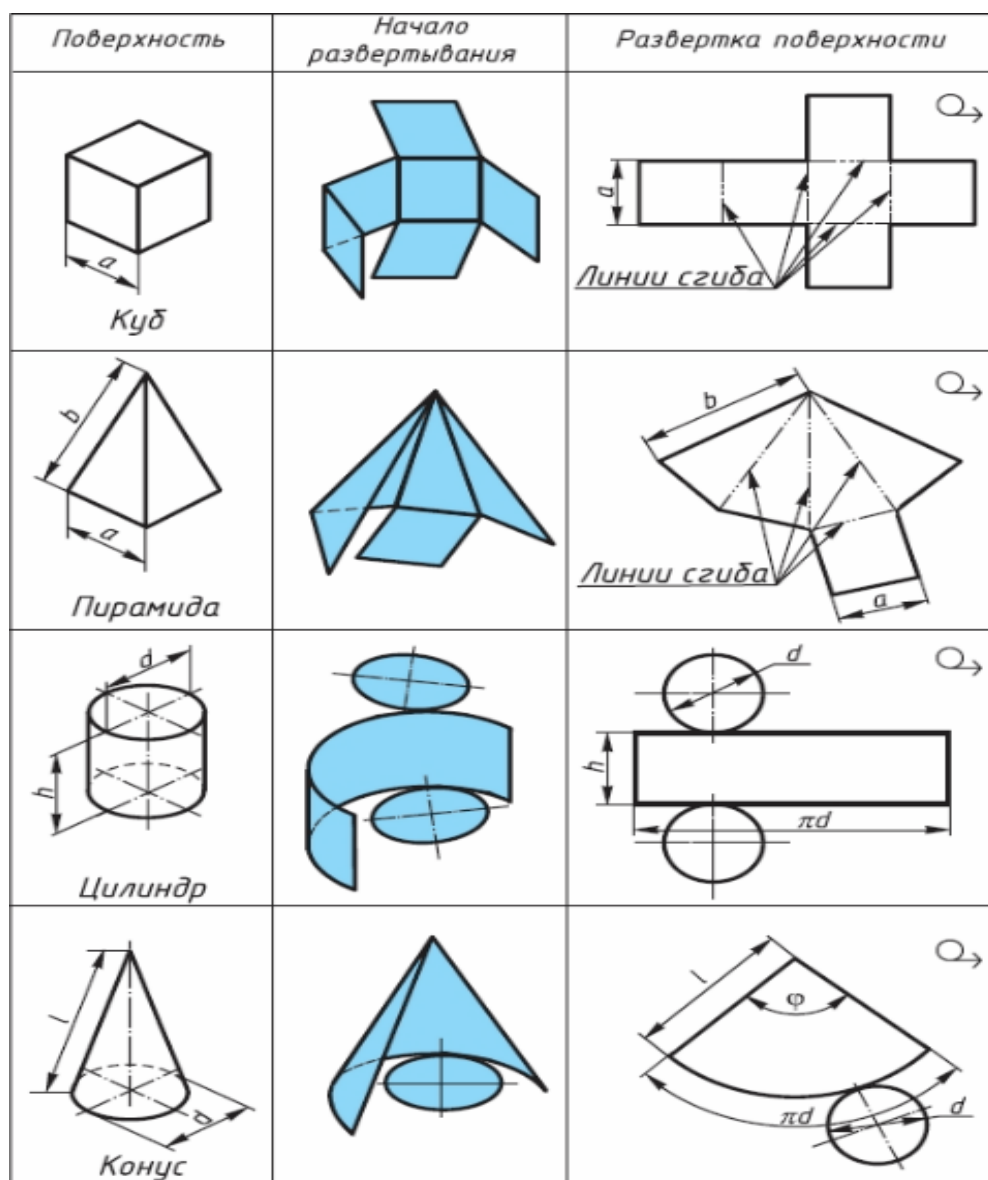 Поверхность
Начало
развертывания
Развертка поверхности
a
Куб
a
Линии сгиба
b
a
Пирамида
b
Линии сгиба
a
d
h
Цилиндр
d
h
πd
l
d
Конус
l
φ
πd
d